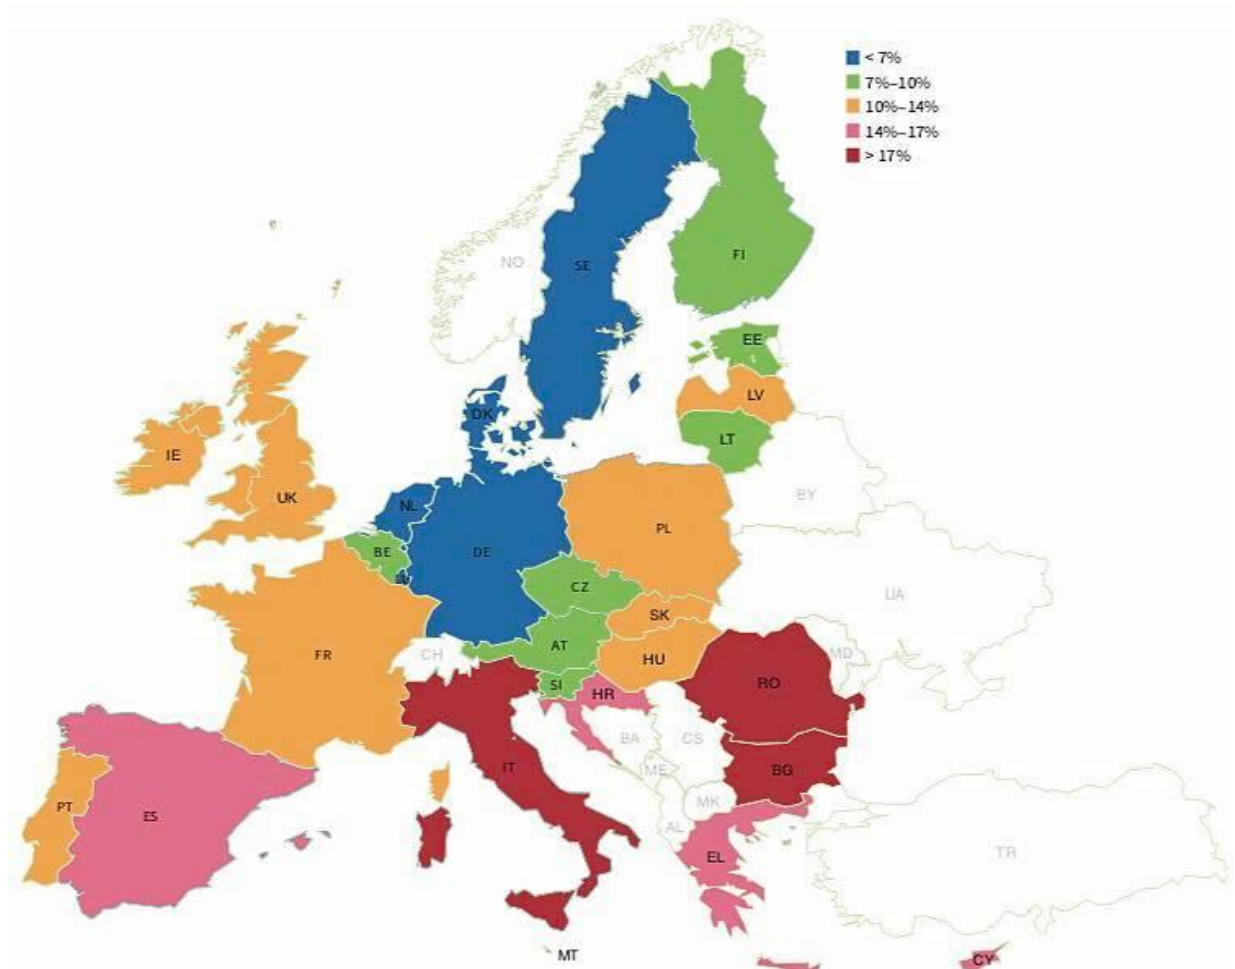 < 7%
7%–10%
10%–14%
14%–17%
> 17%
NO
SE
FI
EE
LV
LT
DK
IE
UK
NL
BY
BE
DE
PL
CZ
UA
SK
AT
FR
CH
HU
MD
SI
HR
RO
BA
CS
IT
ME
BG
MK
PT
ES
AL
EL
TR
MT
CY